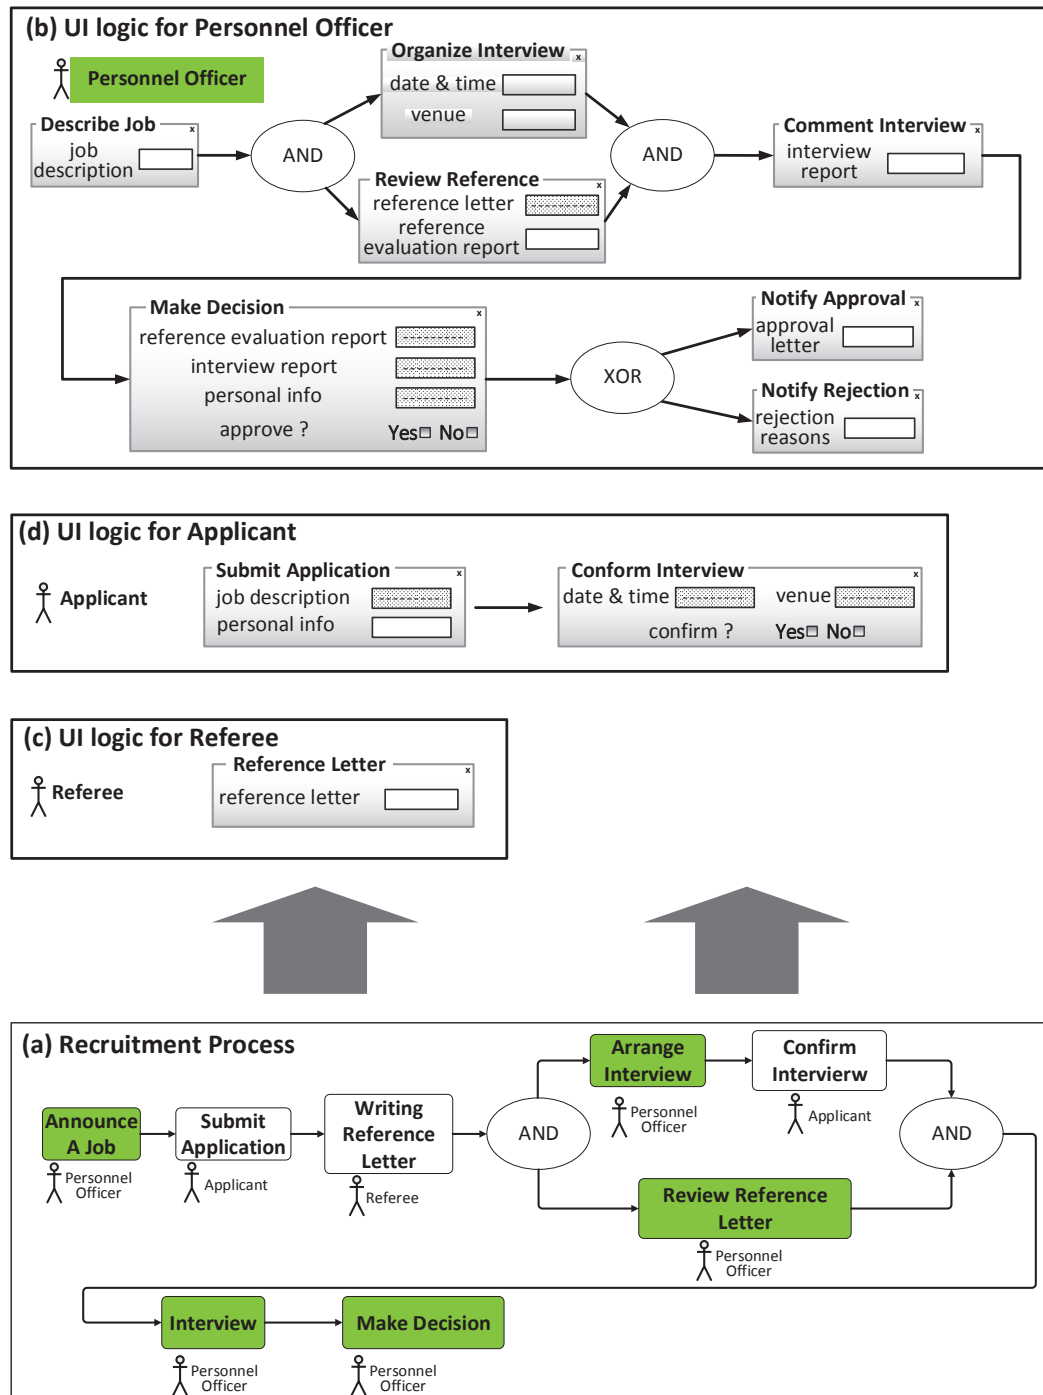 (b) UI logic for Personnel Officer
Personnel Officer
Describe Job
x
job
description
AND
Organize Interview
x
date & time
venue
Review Reference
x
reference letter
reference
evaluation report
AND
Comment Interview
x
interview
report
Make Decision
x
reference evaluation report
interview report
personal info
approve ?
Yes No
XOR
Notify Approval
x
approval
letter
Notify Rejection
x
rejection
reasons
(d) UI logic for Applicant
Applicant
Submit Application
x
job description
personal info
Conform Interview
x
date & time
venue
confirm ?
Yes No
(c) UI logic for Referee
Referee
Reference Letter
x
reference letter
(a) Recruitment Process
Announce
A Job
Personnel
Officer
Submit
Application
Applicant
Writing
Reference
Letter
Referee
AND
Arrange
Interview
Personnel
Officer
Confirm
Intervierw
Applicant
Review Reference
Letter
Personnel
Officer
AND
Interview
Personnel
Officer
Make Decision
Personnel
Officer